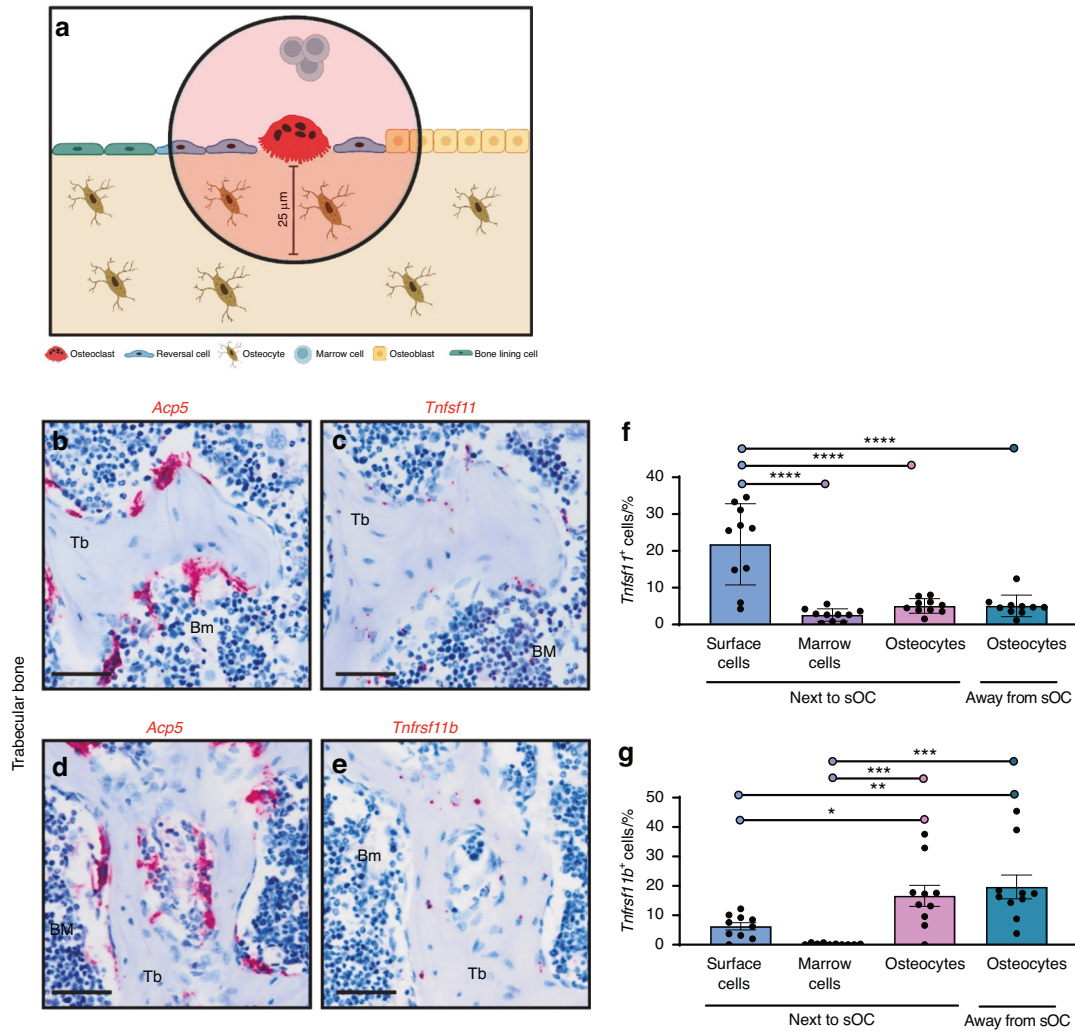 a
25 μm
Osteoclast Reversal cell Osteocyte Marrow cell Osteoblast Bone lining cell
Trabecular bone
Acp5
b
Tb
Bm
Tnfsf11
c
Tb
BM
Acp5
d
BM
Tb
Tnfrsf11b
e
Bm
Tb
f
****
****
****
Tnfsf11+ cells/%
40
30
20
10
0
Surface cells
Marrow cells
Osteocytes
Osteocytes
Next to sOC
Away from sOC
g
***
***
**
*
Tnfrsf11b+ cells/%
50
40
30
20
10
0
Surface cells
Marrow cells
Osteocytes
Osteocytes
Next to sOC
Away from sOC